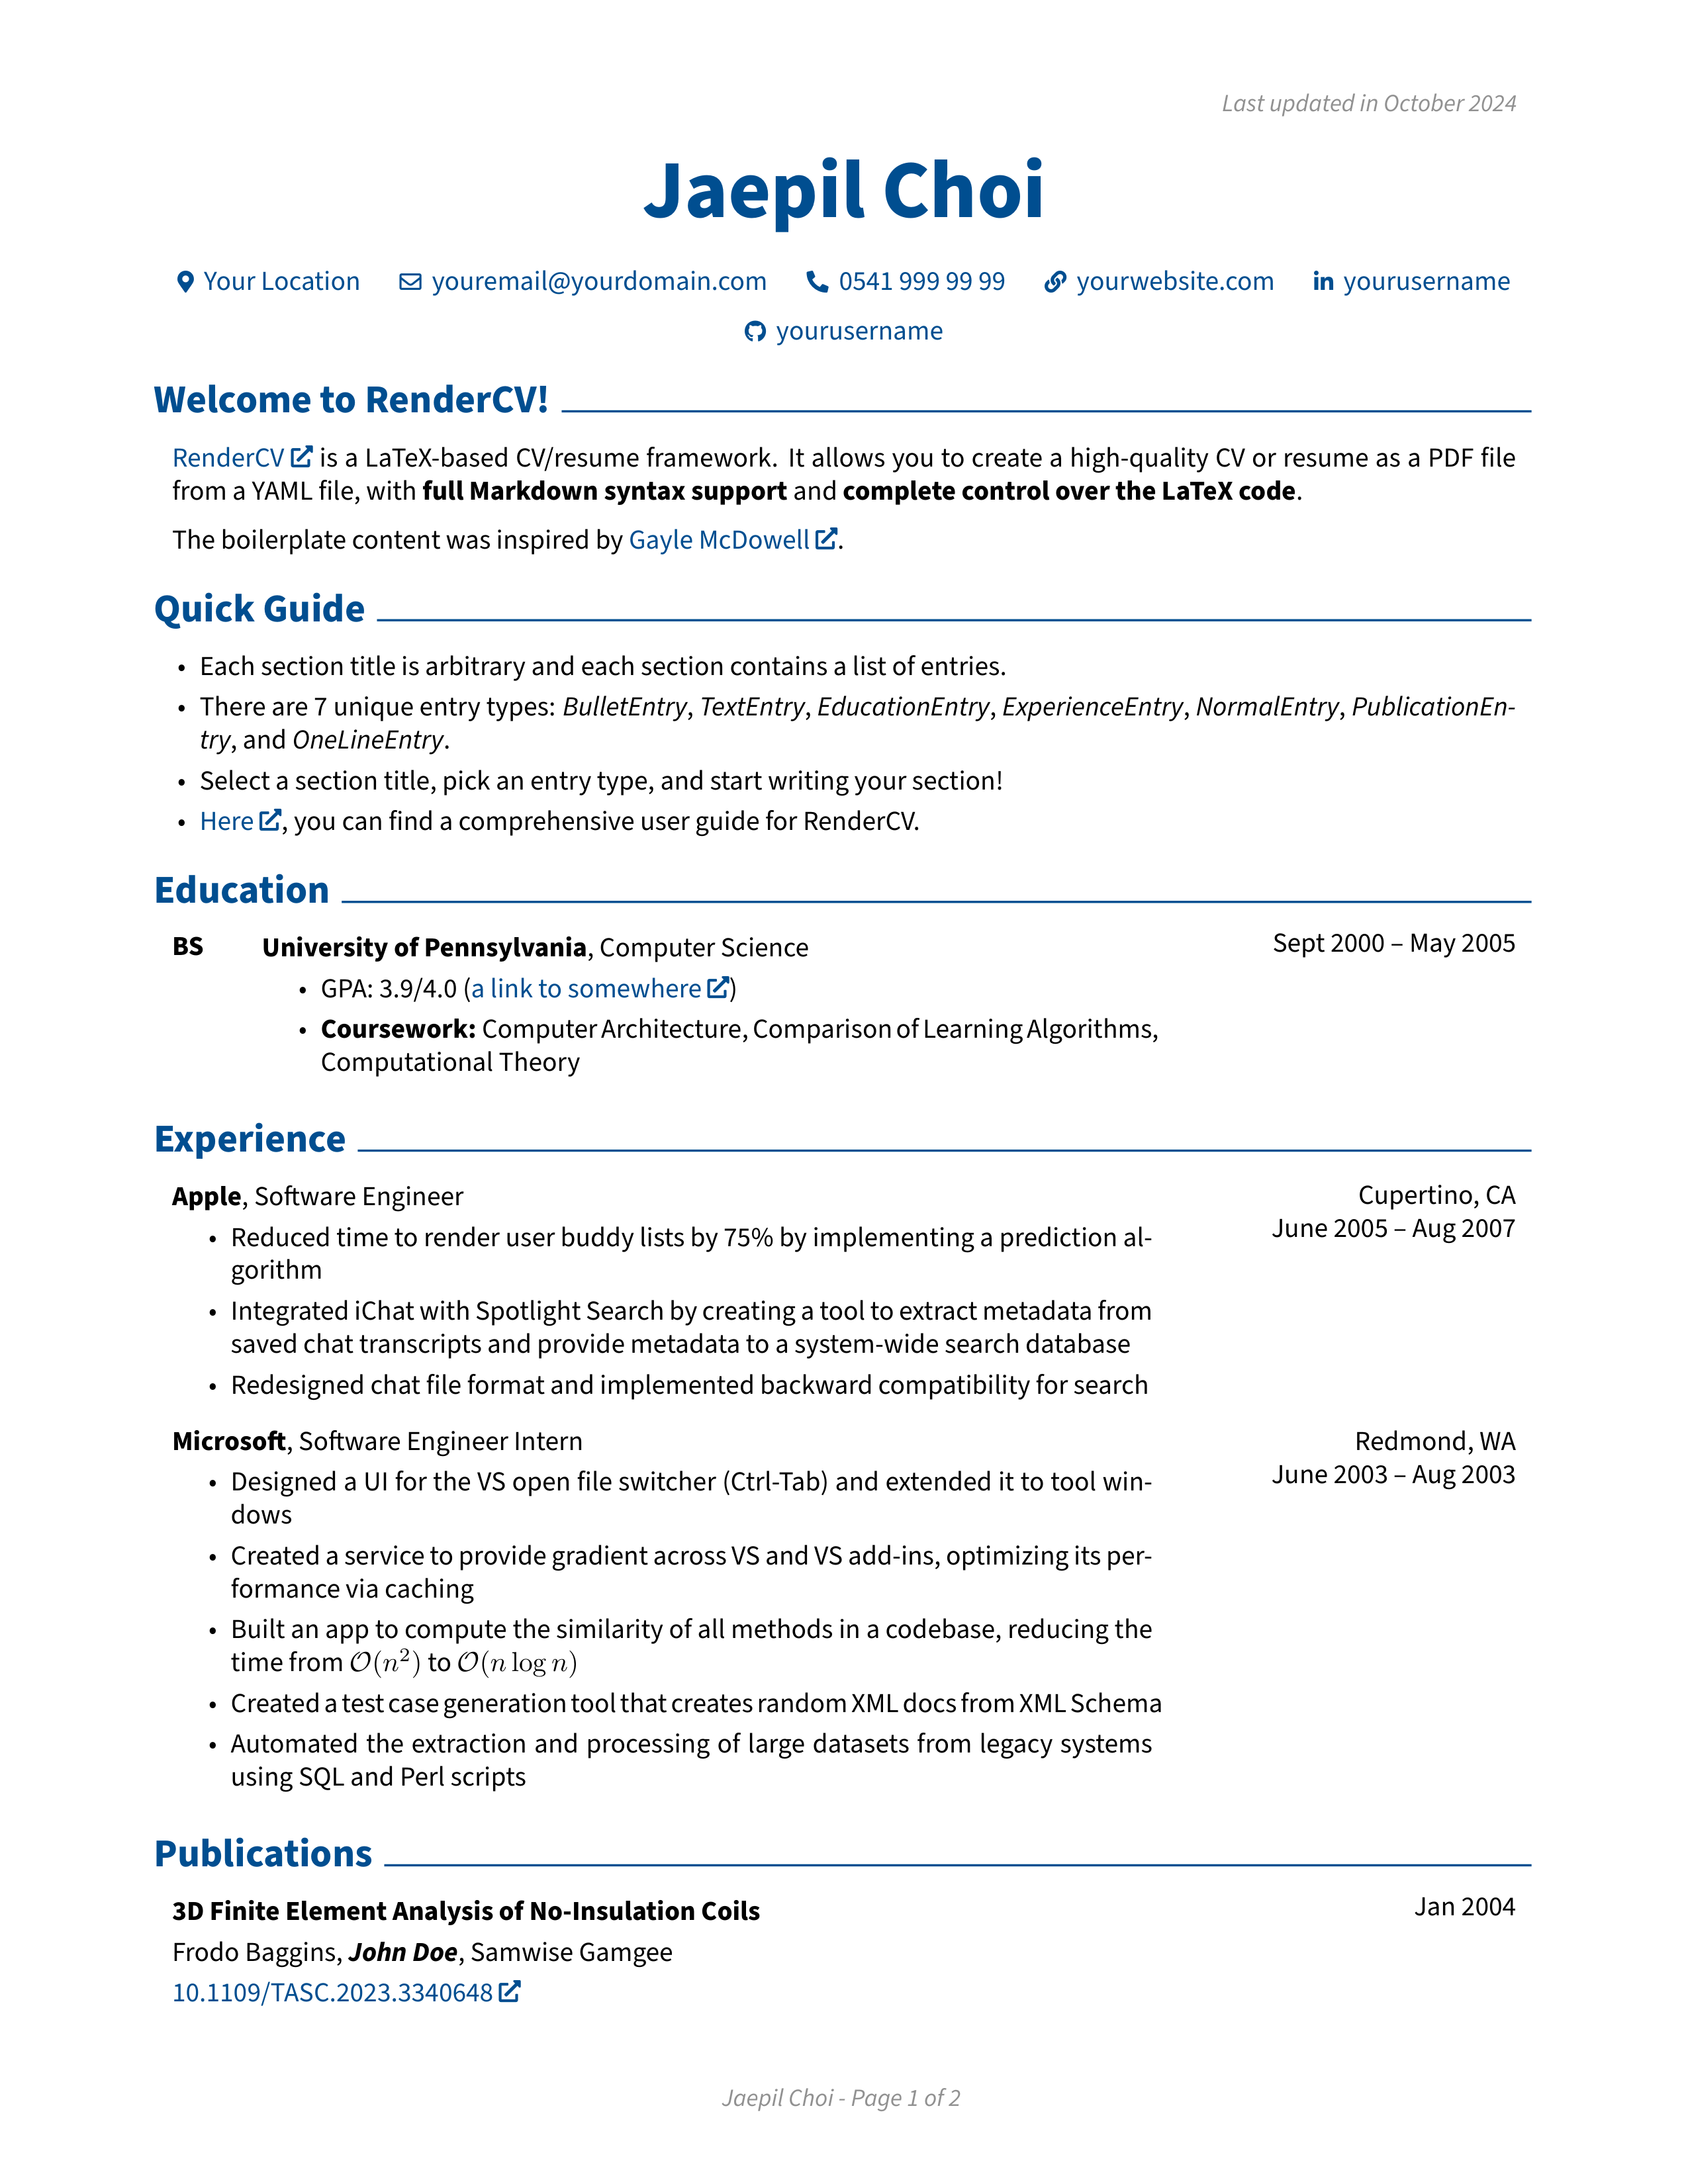 Last updated in October 2024
Jaepil Choi
Your Location youremail@yourdomain.com 0541 999 99 99 yourwebsite.com yourusername
yourusername
Welcome to RenderCV!
RenderCV is a LaTeX-based CV/resume framework. It allows you to create a high-quality CV or resume as a PDF file
from a YAML file, with full Markdown syntax support and complete control over the LaTeX code.
The boilerplate content was inspired by Gayle McDowell.
Quick Guide
• Each section title is arbitrary and each section contains a list of entries.
• There are 7 unique entry types: BulletEntry, TextEntry, EducationEntry, ExperienceEntry, NormalEntry, PublicationEn-
try, and OneLineEntry.
• Select a section title, pick an entry type, and start writing your section!
• Here, you can find a comprehensive user guide for RenderCV.
Education
BS University of Pennsylvania, Computer Science Sept 2000 – May 2005
• GPA: 3.9/4.0 (a link to somewhere)
• Coursework: Computer Architecture, Comparison of Learning Algorithms,
Computational Theory
Experience
Apple, Software Engineer Cupertino, CA
June 2005 – Aug 2007
• Reduced time to render user buddy lists by 75% by implementing a prediction al-
gorithm
• Integrated iChat with Spotlight Search by creating a tool to extract metadata from
saved chat transcripts and provide metadata to a system-wide search database
• Redesigned chat file format and implemented backward compatibility for search
Microsoft, Software Engineer Intern Redmond, WA
June 2003 – Aug 2003
• Designed a UI for the VS open file switcher (Ctrl-Tab) and extended it to tool win-
dows
• Created a service to provide gradient across VS and VS add-ins, optimizing its per-
formance via caching
• Built an app to compute the similarity of all methods in a codebase, reducing the
time from 𝒪(n²) to 𝒪(n log n)
• Created a test case generation tool that creates random XML docs from XML Schema
• Automated the extraction and processing of large datasets from legacy systems
using SQL and Perl scripts
Publications
3D Finite Element Analysis of No-Insulation Coils Jan 2004
Frodo Baggins, John Doe, Samwise Gamgee
10.1109/TASC.2023.3340648
Jaepil Choi - Page 1 of 2